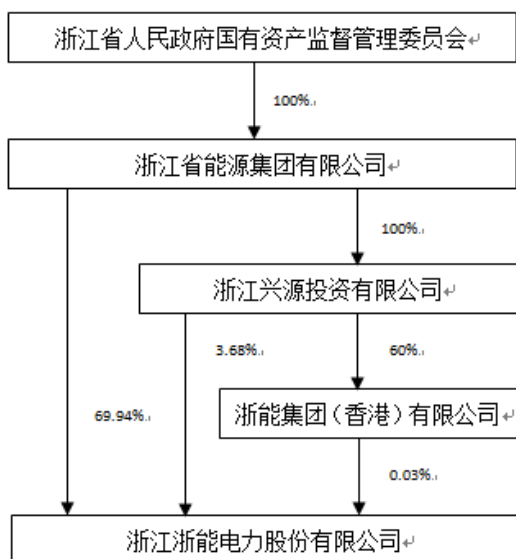 浙江省人民政府国有资产监督管理委员会
100%
浙江省能源集团有限公司
100%
浙江兴源投资有限公司
3.68%
60%
69.94%
浙能集团（香港）有限公司
0.03%
浙江浙能电力股份有限公司